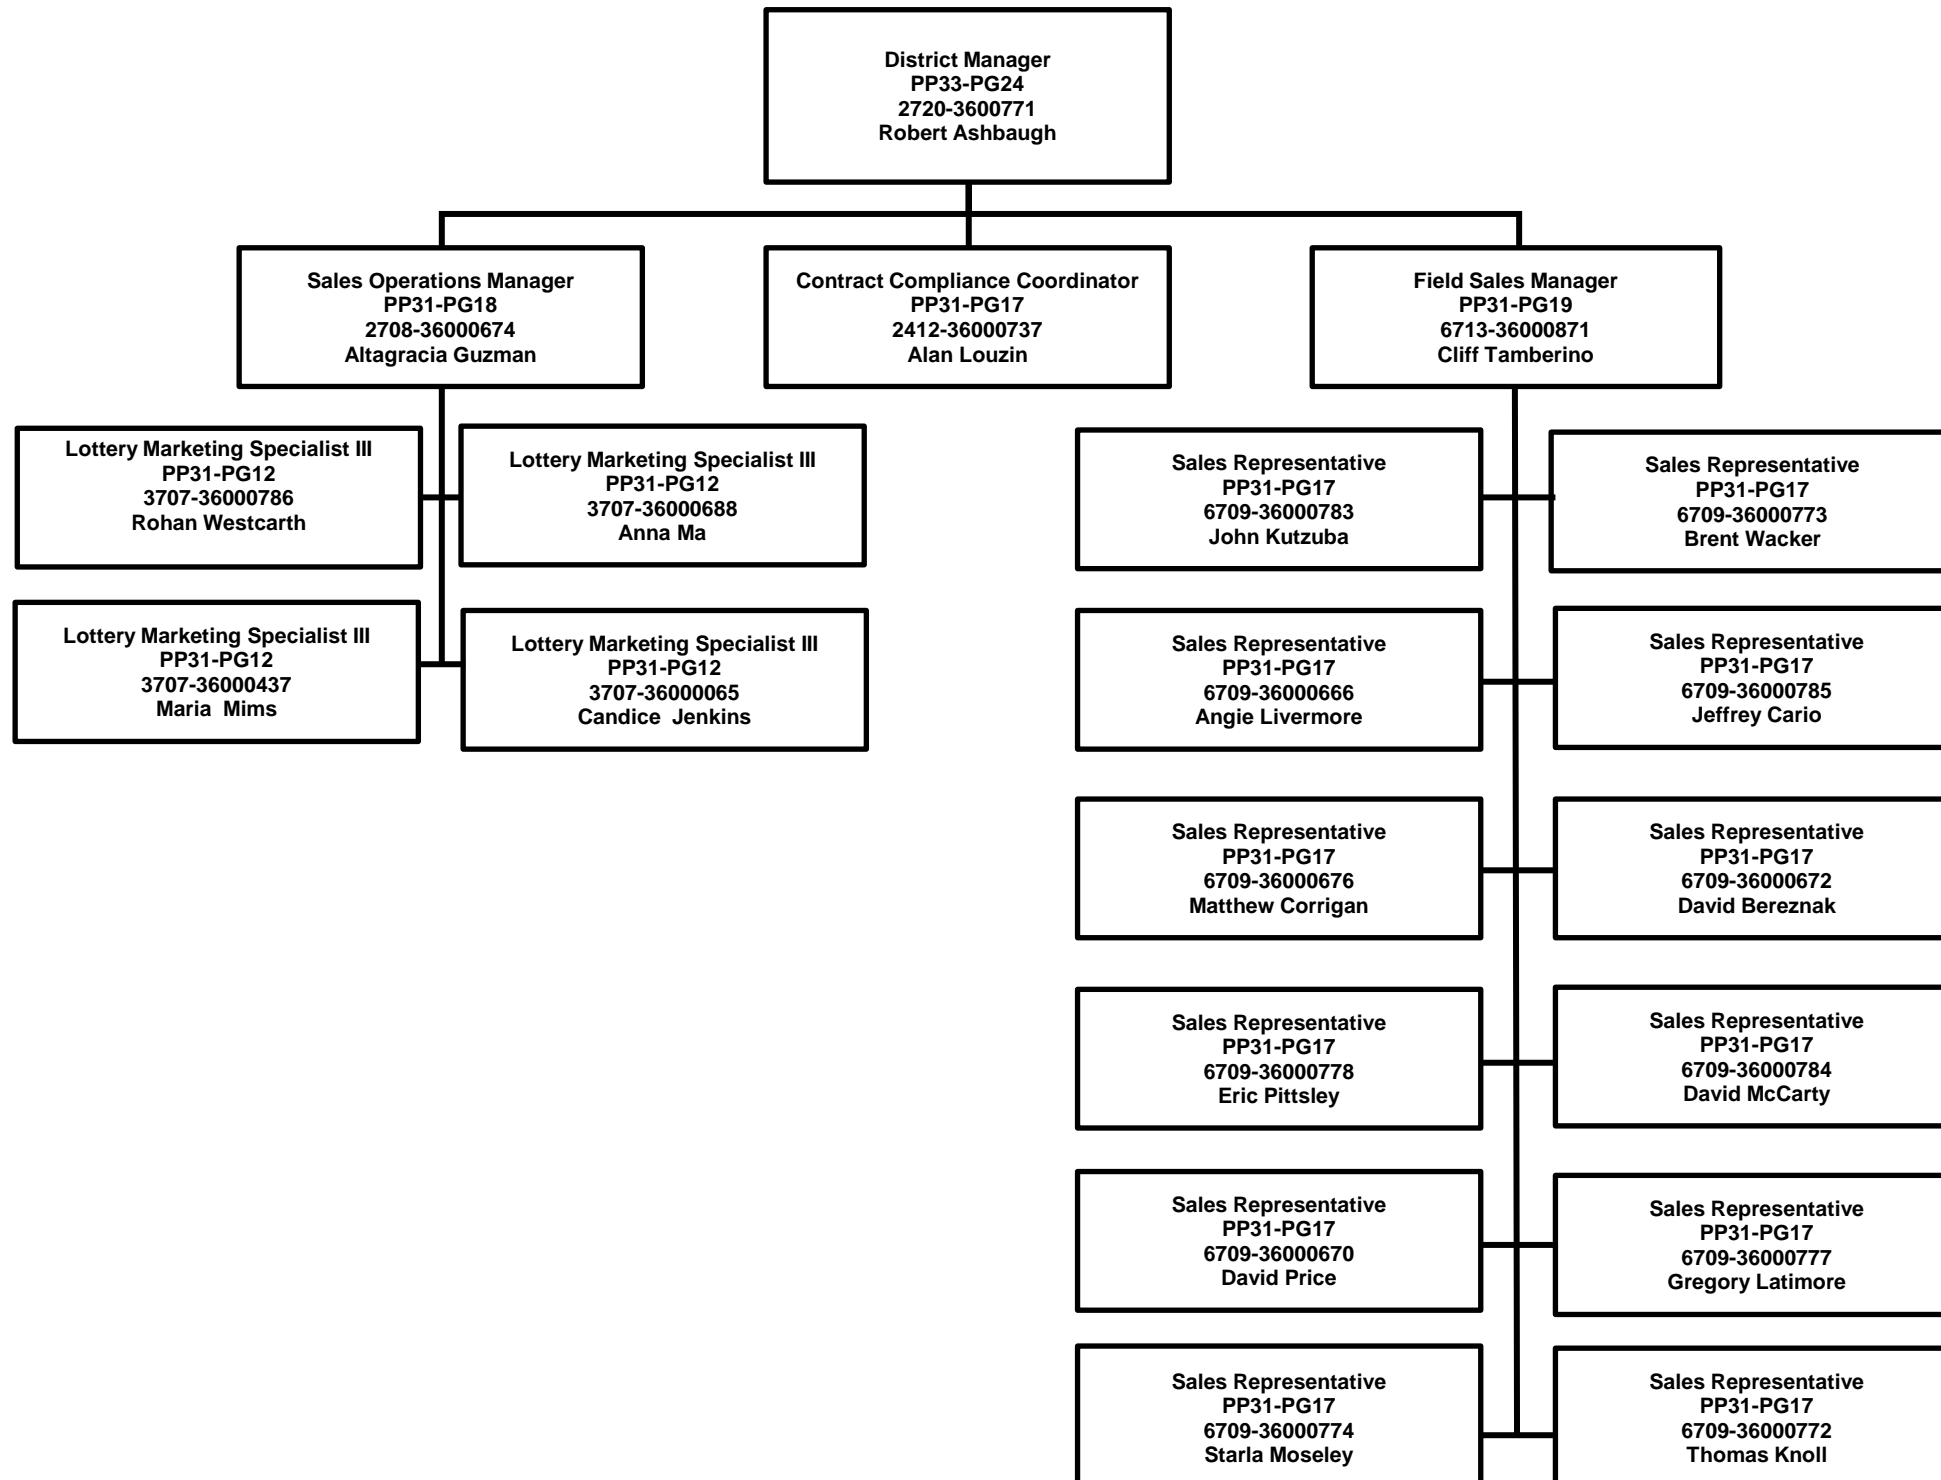 District Manager
PP33-PG24
2720-3600771
Robert Ashbaugh
Sales Operations Manager
PP31-PG18
2708-36000674
Altagracia Guzman
Contract Compliance Coordinator
PP31-PG17
2412-36000737
Alan Louzin
Field Sales Manager
PP31-PG19
6713-36000871
Cliff Tamberino
Lottery Marketing Specialist III
PP31-PG12
3707-36000786
Rohan Westcarth
Lottery Marketing Specialist III
PP31-PG12
3707-36000688
Anna Ma
Sales Representative
PP31-PG17
6709-36000783
John Kutzuba
Sales Representative
PP31-PG17
6709-36000773
Brent Wacker
Lottery Marketing Specialist III
PP31-PG12
3707-36000437
Maria  Mims
Lottery Marketing Specialist III
PP31-PG12
3707-36000065
Candice  Jenkins
Sales Representative
PP31-PG17
6709-36000666
Angie Livermore
Sales Representative
PP31-PG17
6709-36000785
Jeffrey Cario
Sales Representative
PP31-PG17
6709-36000676
Matthew Corrigan
Sales Representative
PP31-PG17
6709-36000672
David Bereznak
Sales Representative
PP31-PG17
6709-36000778
Eric Pittsley
Sales Representative
PP31-PG17
6709-36000784
David McCarty
Sales Representative
PP31-PG17
6709-36000670
David Price
Sales Representative
PP31-PG17
6709-36000777
Gregory Latimore
Sales Representative
PP31-PG17
6709-36000774
Starla Moseley
Sales Representative
PP31-PG17
6709-36000772
Thomas Knoll